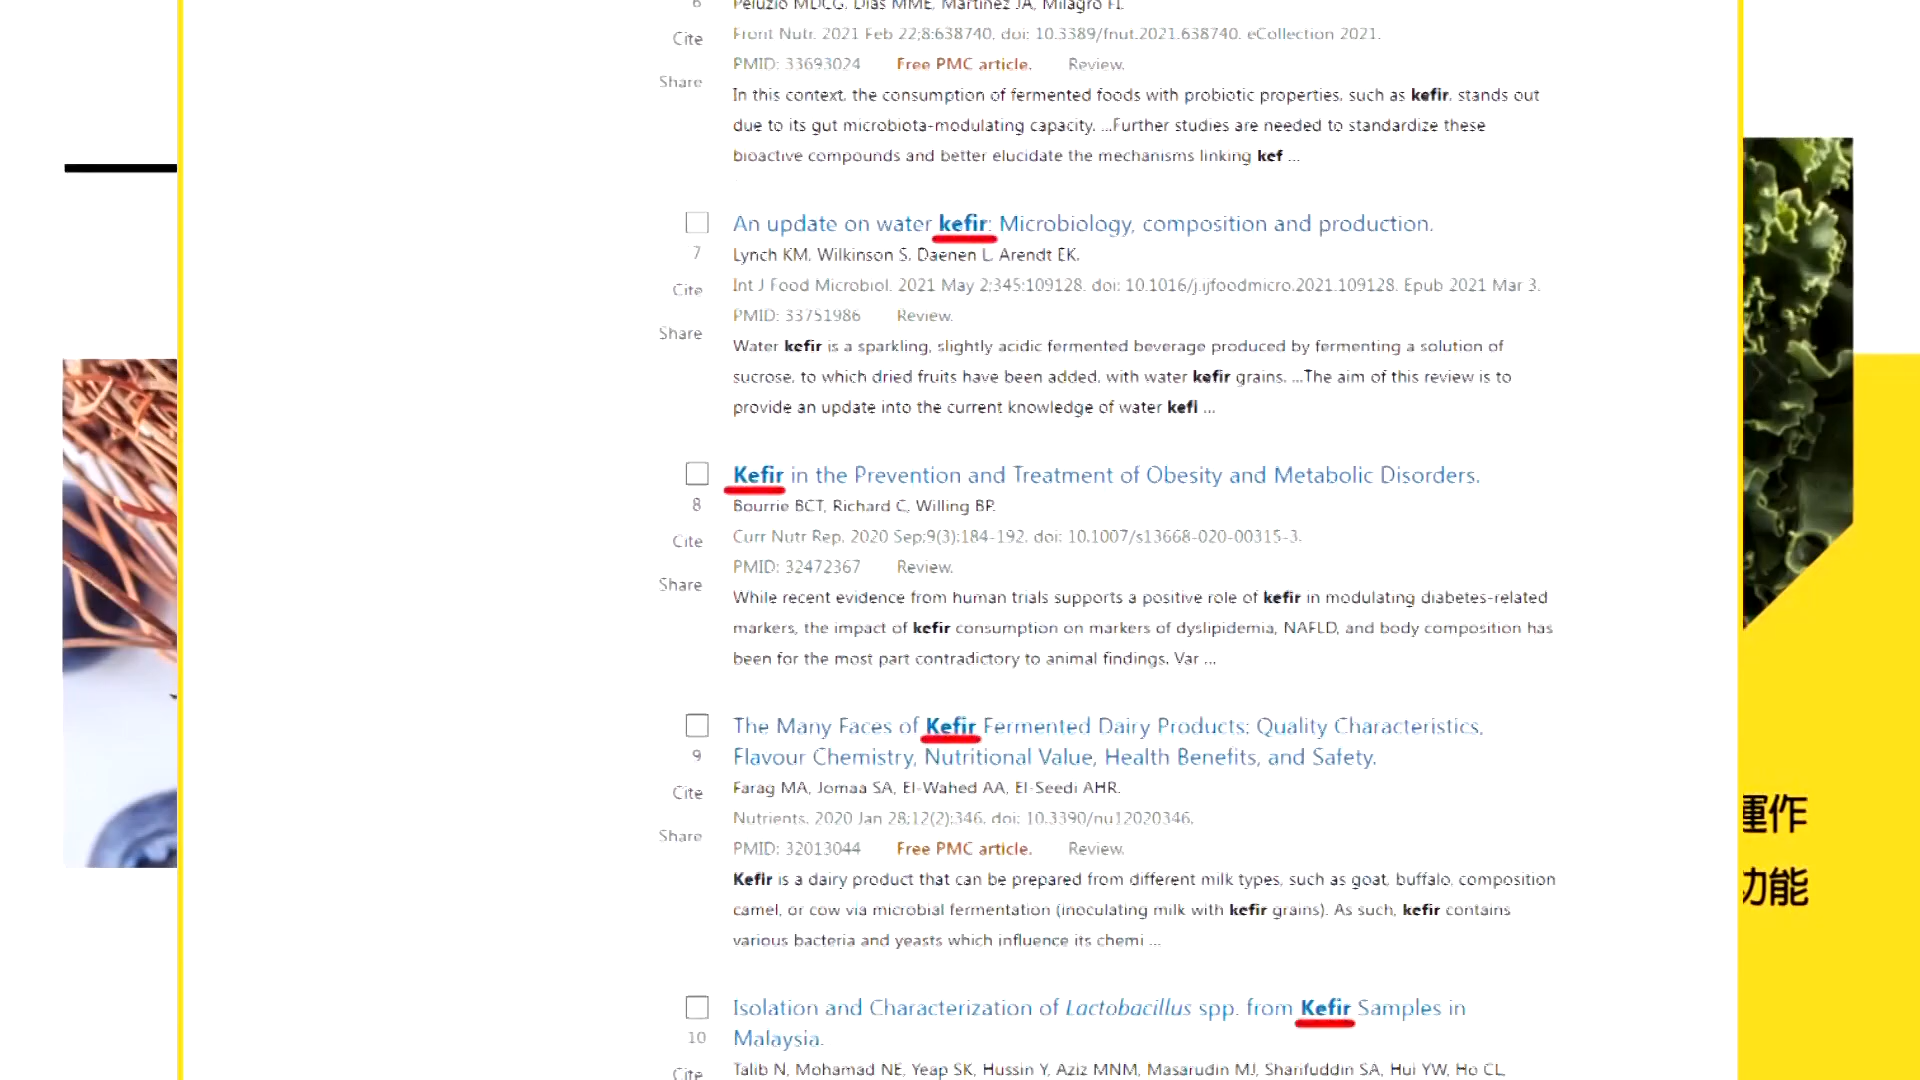 6
Peluzio MDCG, Dias MME, Martinez JA, Milagro FI.
Cite
Front Nutr. 2021 Feb 22;8:638740. doi: 10.3389/fnut.2021.638740. eCollection 2021.
PMID: 33693024 Free PMC article. Review.
Share
In this context, the consumption of fermented foods with probiotic properties, such as kefir, stands out
due to its gut microbiota-modulating capacity. ...Further studies are needed to standardize these
bioactive compounds and better elucidate the mechanisms linking kef ...
An update on water kefir: Microbiology, composition and production.
7
Lynch KM, Wilkinson S, Daenen L, Arendt EK.
Cite
Int J Food Microbiol. 2021 May 2;345:109128. doi: 10.1016/j.ijfoodmicro.2021.109128. Epub 2021 Mar 3.
PMID: 33751986 Review.
Share
Water kefir is a sparkling, slightly acidic fermented beverage produced by fermenting a solution of
sucrose, to which dried fruits have been added, with water kefir grains. ...The aim of this review is to
provide an update into the current knowledge of water kefi ...
Kefir in the Prevention and Treatment of Obesity and Metabolic Disorders.
8
Bourrie BCT, Richard C, Willing BP.
Cite
Curr Nutr Rep. 2020 Sep;9(3):184-192. doi: 10.1007/s13668-020-00315-3.
PMID: 32472367 Review.
Share
While recent evidence from human trials supports a positive role of kefir in modulating diabetes-related
markers, the impact of kefir consumption on markers of dyslipidemia, NAFLD, and body composition has
been for the most part contradictory to animal findings. Var ...
The Many Faces of Kefir Fermented Dairy Products: Quality Characteristics,
Flavour Chemistry, Nutritional Value, Health Benefits, and Safety.
9
Farag MA, Jomaa SA, El-Wahed AA, El-Seedi AHR.
Cite
Nutrients. 2020 Jan 28;12(2):346. doi: 10.3390/nu12020346.
PMID: 32013044 Free PMC article. Review.
Share
Kefir is a dairy product that can be prepared from different milk types, such as goat, buffalo, composition
camel, or cow via microbial fermentation (inoculating milk with kefir grains). As such, kefir contains
various bacteria and yeasts which influence its chemi ...
Isolation and Characterization of Lactobacillus spp. from Kefir Samples in
Malaysia.
10
Talib N, Mohamad NE, Yeap SK, Hussin Y, Aziz MNM, Masarudin MJ, Sharifuddin SA, Hui YW, Ho CL,
Cite
運作
功能